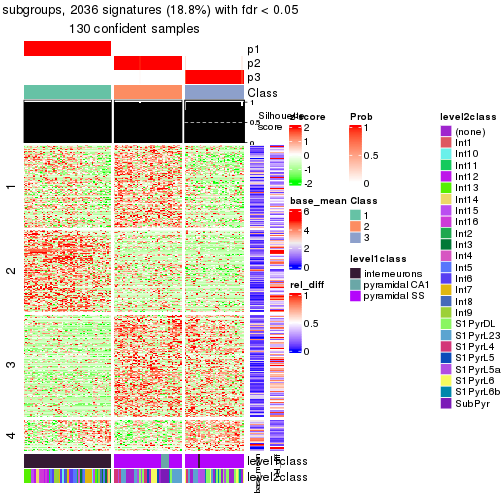 subgroups, 2036 signatures (18.8%) with fdr < 0.05
130 confident samples
p1
p2
p3
Class
1
0.5
0
Silhouette
score
1
2
3
4
base_mean
rel_diff
level1class
level2class
z-score
2
1
0
-1
-2
base_mean
6
4
2
0
rel_diff
1
0.5
0
Prob
1
0.5
0
Class
1
2
3
level1class
interneurons
pyramidal CA1
pyramidal SS
level2class
(none)
Int1
Int10
Int11
Int12
Int13
Int14
Int15
Int16
Int2
Int3
Int4
Int5
Int6
Int7
Int8
Int9
S1PyrDL
S1PyrL23
S1PyrL4
S1PyrL5
S1PyrL5a
S1PyrL6
S1PyrL6b
SubPyr